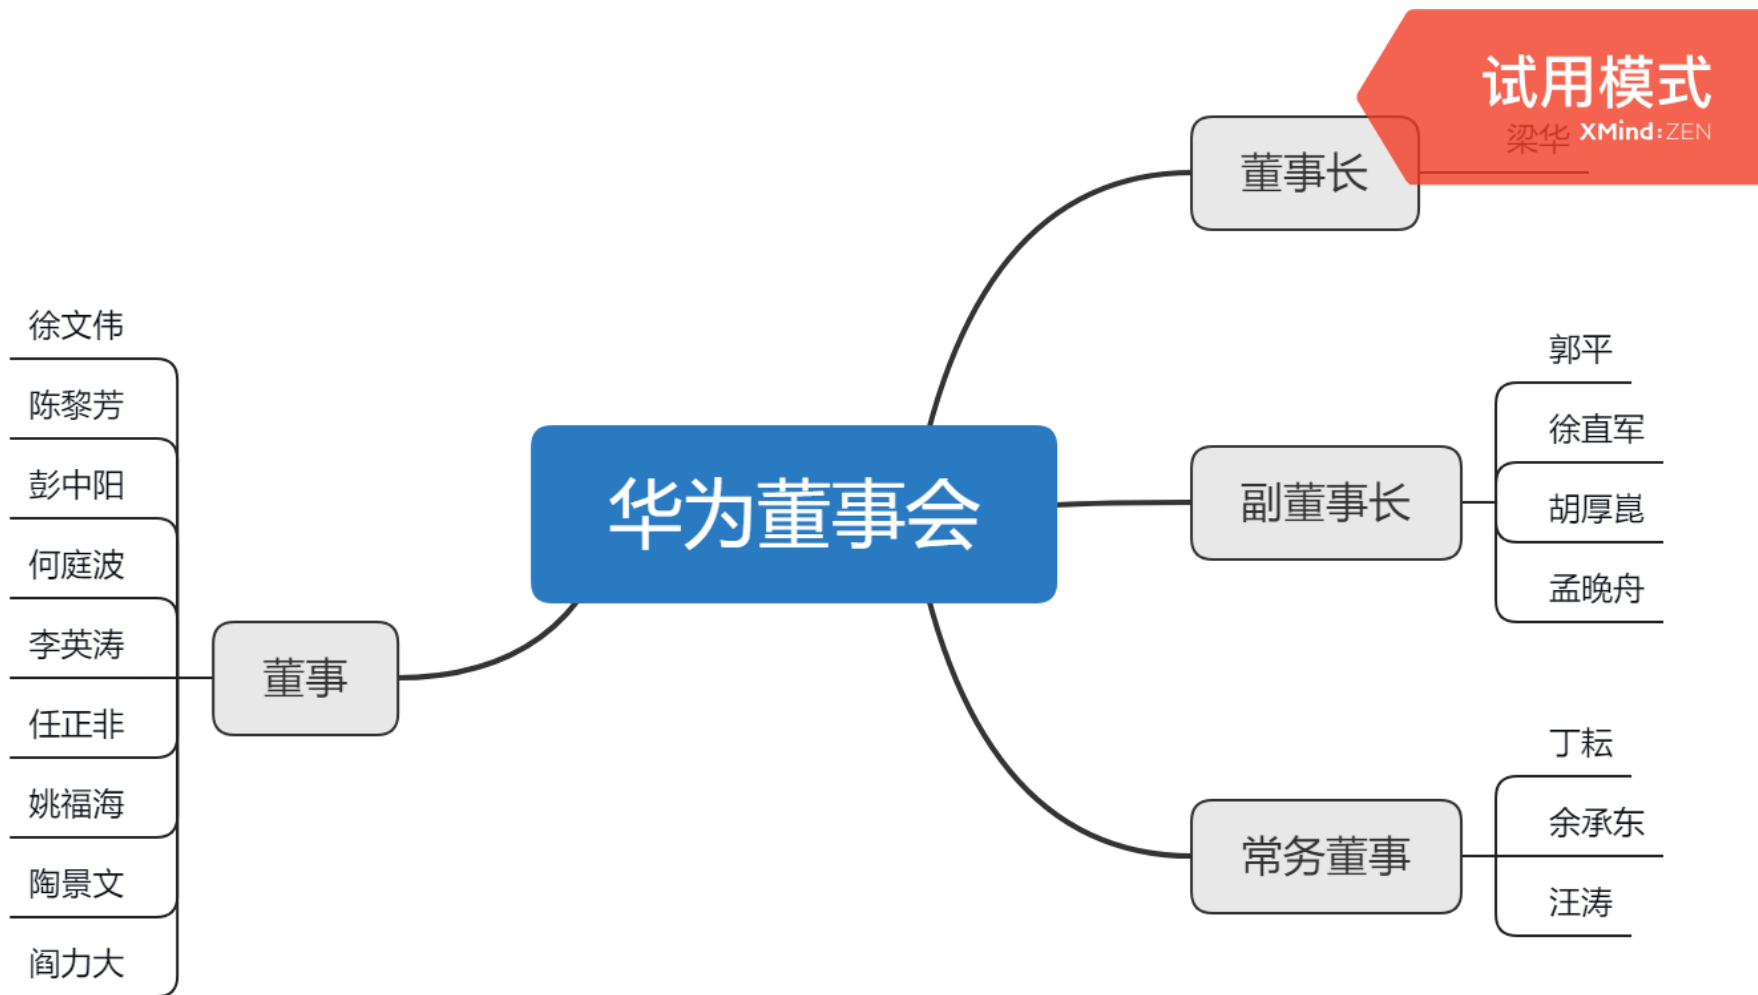 试用模式
XMind:ZEN
董事长
梁华
华为董事会
副董事长
郭平
徐直军
胡厚崑
孟晚舟
常务董事
丁耘
余承东
汪涛
董事
徐文伟
陈黎芳
彭中阳
何庭波
李英涛
任正非
姚福海
陶景文
阎力大